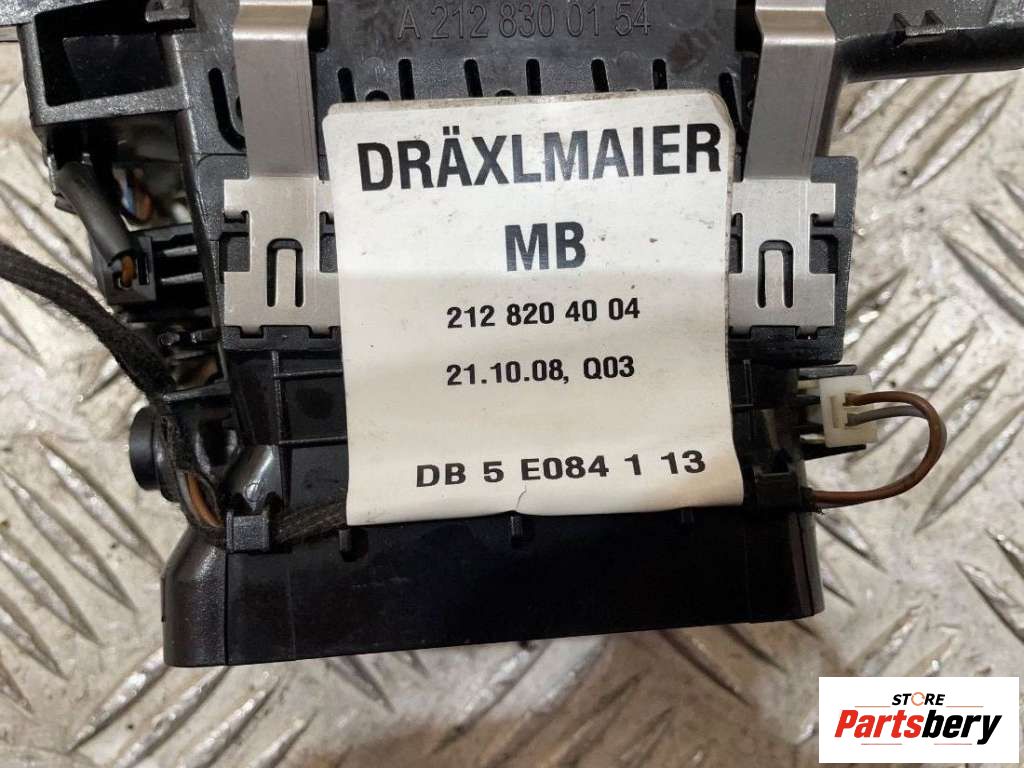 A 212 830 01 54
DRÄXLMAIER
MB
212 820 40 04
21.10.08, Q03
DB 5 E084 1 13
STORE
Partsbery